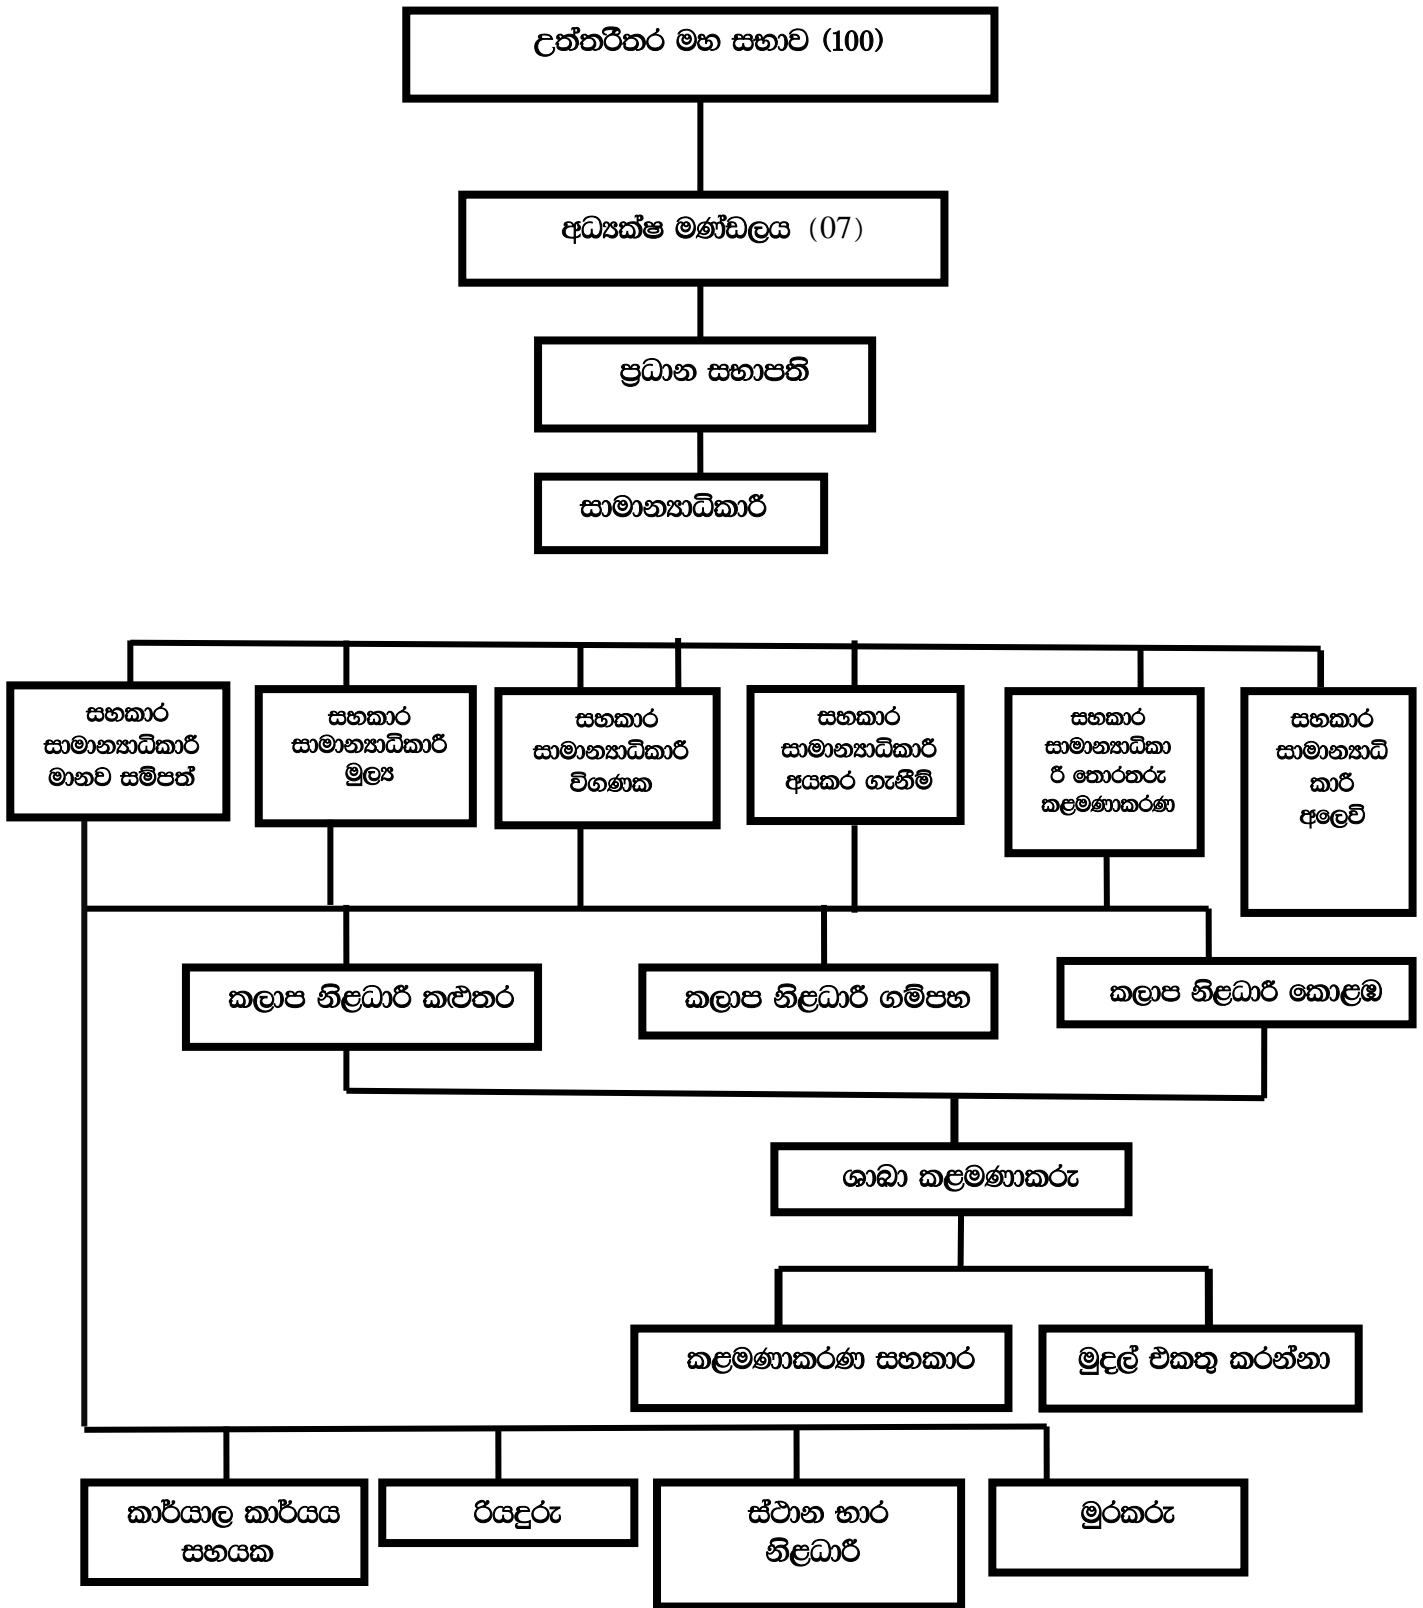 උත්තරීතර මහ සභාව (100)
අධ්‍යක්ෂ මණ්ඩලය (07)
ප්‍රධාන සභාපති
සාමාන්‍යාධිකාරී
සහකාර
සාමාන්‍යාධිකාරී
මානව සම්පත්
සහකාර
සාමාන්‍යාධිකාරී
මුල්‍ය
සහකාර
සාමාන්‍යාධිකාරී
විගණක
සහකාර
සාමාන්‍යාධිකාරී
අයකර ගැනීම්
සහකාර
සාමාන්‍යාධිකා
රී තොරතරු
කළමණාකරණ
සහකාර
සාමාන්‍යාධි
කාරී
අලෙවි
කලාප නිළධාරී කළුතර
කලාප නිළධාරී ගම්පහ
කලාප නිළධාරී කොළඹ
ශාඛා කළමණාකරු
කළමණාකරණ සහකාර
මුදල් එකතු කරන්නා
කාර්යාල කාර්යය
සහයක
රියදුරු
ස්ථාන භාර
නිළධාරී
මුරකරු